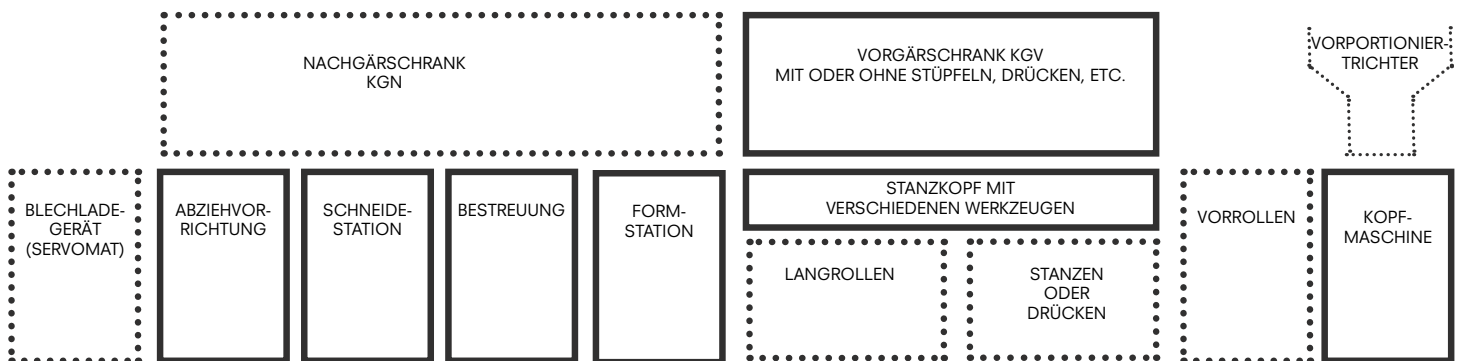 NACHGÄRSCHRANK
KGN
VORGÄRSCHRANK KGV
MIT ODER OHNE STÜPFELN, DRÜCKEN, ETC.
VORPORTIONIER-
TRICHTER
BLECHLADE-
GERÄT
(SERVOMAT)
ABZIEHVOR-
RICHTUNG
SCHNEIDE-
STATION
BESTREUUNG
FORM-
STATION
STANZKOPF MIT
VERSCHIEDENEN WERKZEUGEN
LANGROLLEN
STANZEN
ODER
DRÜCKEN
VORROLLEN
KOPF-
MASCHINE